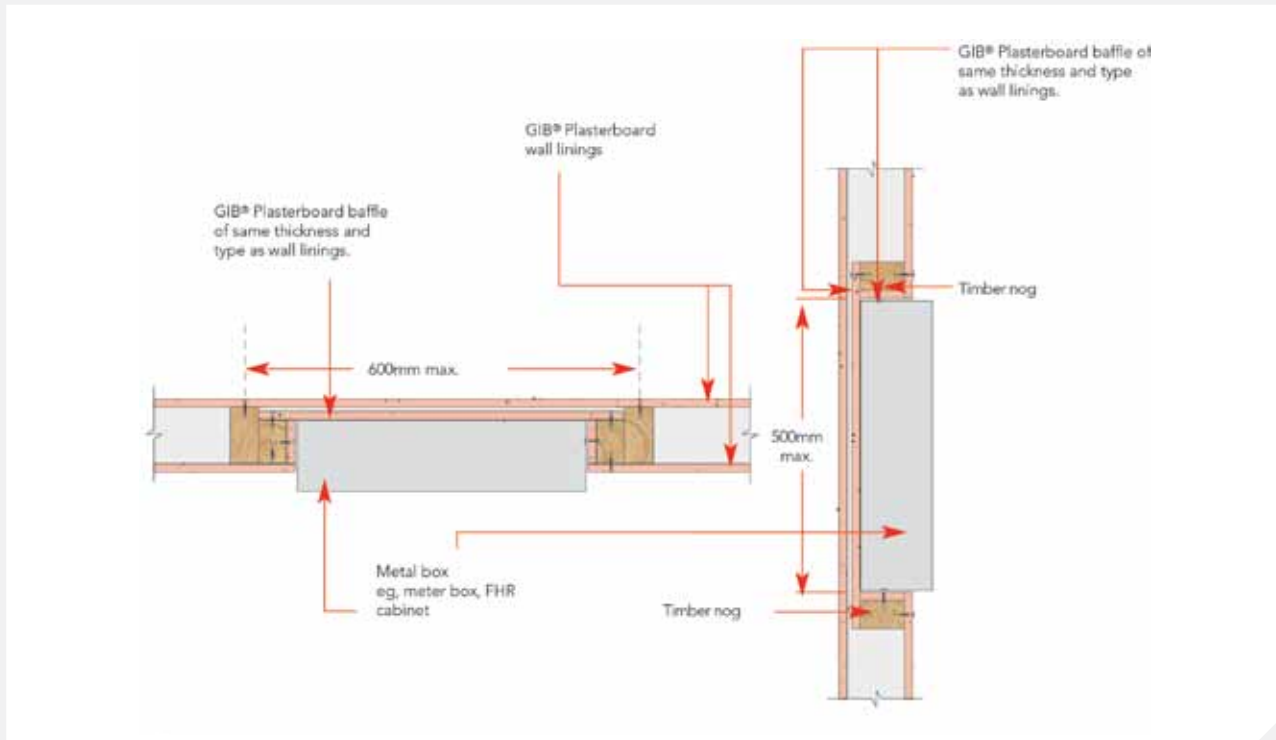 GIB® Plasterboard baffle of
same thickness and type
as wall linings.
GIB® Plasterboard
wall linings
GIB® Plasterboard baffle
of same thickness and
type as wall linings.
Timber nog
600mm max.
500mm
max.
Metal box
eg, meter box, FHR
cabinet
Timber nog